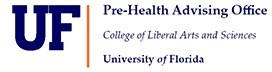 UF
Pre-Health Advising Office
College of Liberal Arts and Sciences
University of Florida